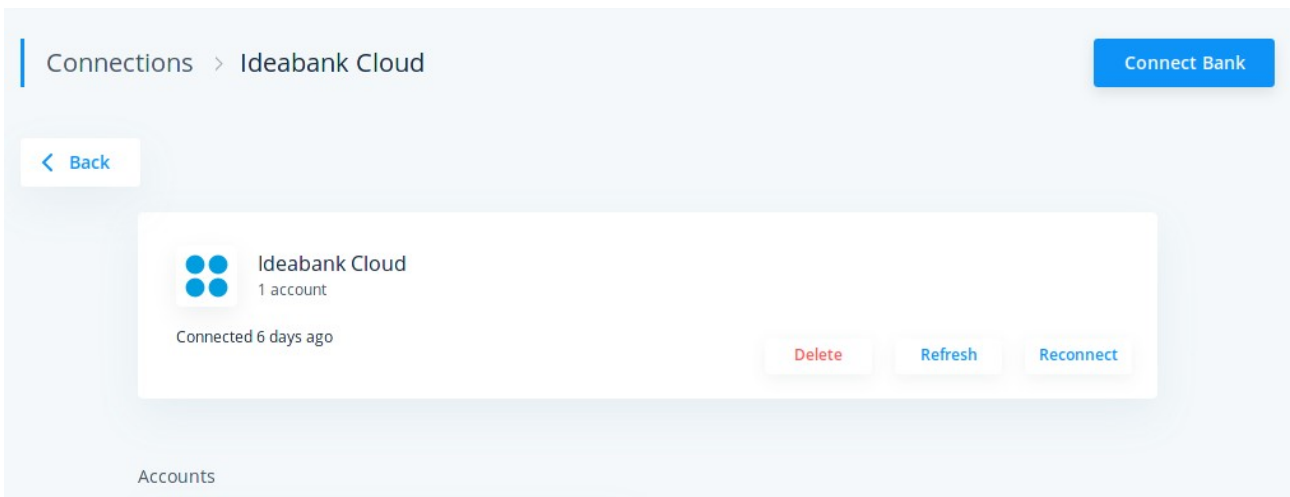 Connections > Ideabank Cloud
Connect Bank
Back
Ideabank Cloud
1 account
Connected 6 days ago
Delete Refresh Reconnect
Accounts